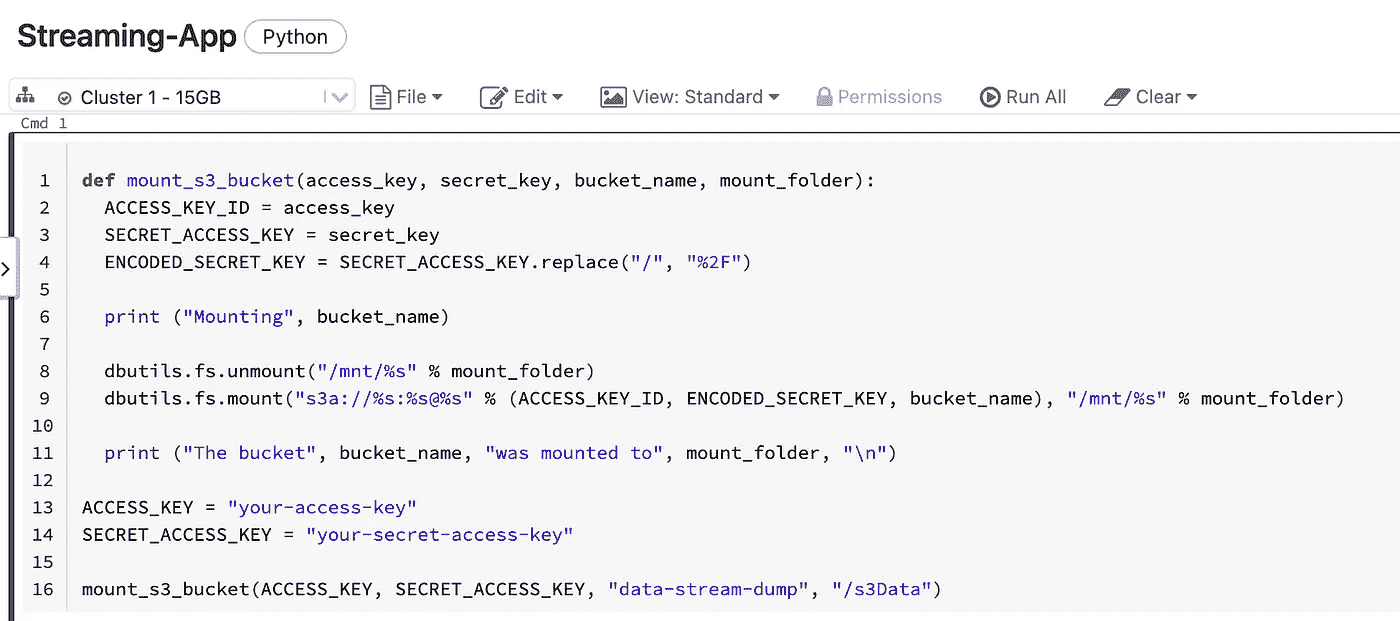 Streaming-App Python
Cluster 1 - 15GB File Edit View: Standard Permissions Run All Clear
Cmd 1
1 def mount_s3_bucket(access_key, secret_key, bucket_name, mount_folder):
2   ACCESS_KEY_ID = access_key
3   SECRET_ACCESS_KEY = secret_key
4   ENCODED_SECRET_KEY = SECRET_ACCESS_KEY.replace("/", "%2F")
5
6   print ("Mounting", bucket_name)
7
8   dbutils.fs.unmount("/mnt/%s" % mount_folder)
9   dbutils.fs.mount("s3a://%s:%s@%s" % (ACCESS_KEY_ID, ENCODED_SECRET_KEY, bucket_name), "/mnt/%s" % mount_folder)
10
11   print ("The bucket", bucket_name, "was mounted to", mount_folder, "\n")
12
13 ACCESS_KEY = "your-access-key"
14 SECRET_ACCESS_KEY = "your-secret-access-key"
15
16 mount_s3_bucket(ACCESS_KEY, SECRET_ACCESS_KEY, "data-stream-dump", "/s3Data")